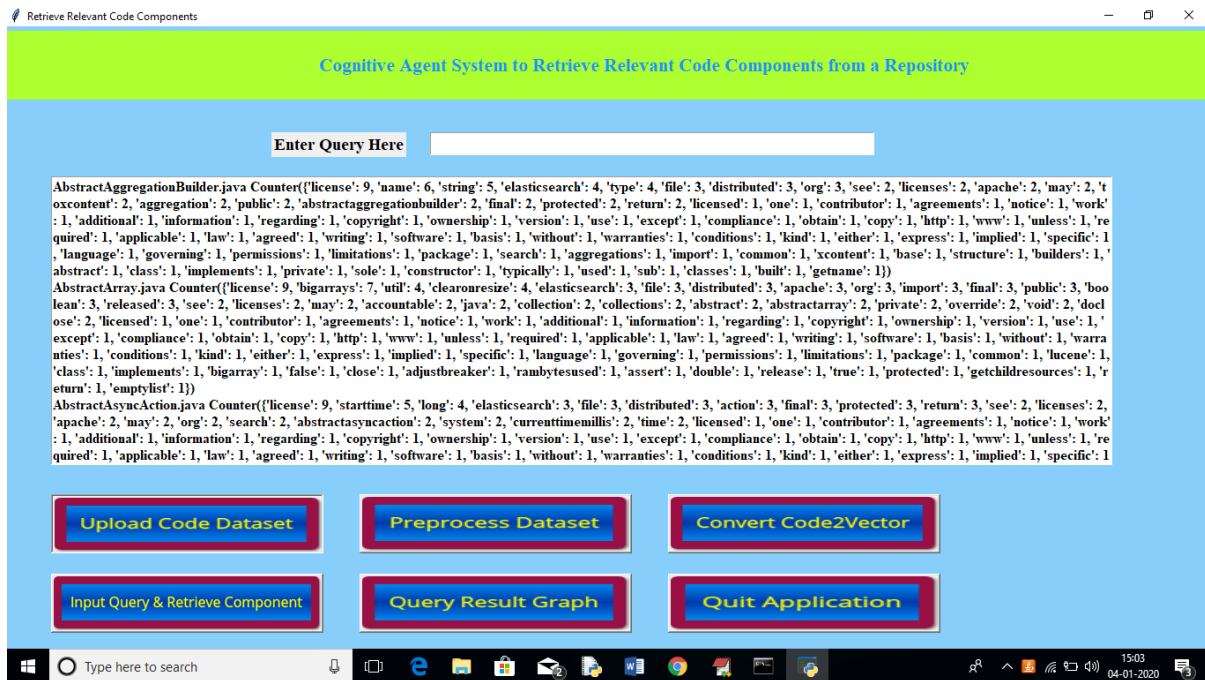 Retrieve Relevant Code Components
Cognitive Agent System to Retrieve Relevant Code Components from a Repository
Enter Query Here
AbstractAggregationBuilder.java Counter({'license': 9, 'name': 6, 'string': 5, 'elasticsearch': 4, 'type': 4, 'file': 3, 'distributed': 3, 'org': 3, 'see': 2, 'licenses': 2, 'apache': 2, 'may': 2, 't
oxcontent': 2, 'aggregation': 2, 'public': 2, 'abstractaggregationbuilder': 2, 'final': 2, 'protected': 2, 'return': 2, 'licensed': 1, 'one': 1, 'contributor': 1, 'agreements': 1, 'notice': 1, 'work'
: 1, 'additional': 1, 'information': 1, 'regarding': 1, 'copyright': 1, 'ownership': 1, 'version': 1, 'use': 1, 'except': 1, 'compliance': 1, 'obtain': 1, 'copy': 1, 'http': 1, 'www': 1, 'unless': 1, 're
quired': 1, 'applicable': 1, 'law': 1, 'agreed': 1, 'writing': 1, 'software': 1, 'basis': 1, 'without': 1, 'warranties': 1, 'conditions': 1, 'kind': 1, 'either': 1, 'express': 1, 'implied': 1, 'specific': 1
, 'language': 1, 'governing': 1, 'permissions': 1, 'limitations': 1, 'package': 1, 'search': 1, 'aggregations': 1, 'import': 1, 'common': 1, 'xcontent': 1, 'base': 1, 'structure': 1, 'builders': 1, '
abstract': 1, 'class': 1, 'implements': 1, 'private': 1, 'sole': 1, 'constructor': 1, 'typically': 1, 'used': 1, 'sub': 1, 'classes': 1, 'built': 1, 'getname': 1})
AbstractArray.java Counter({'license': 9, 'bigarrays': 7, 'util': 4, 'clearonresize': 4, 'elasticsearch': 3, 'file': 3, 'distributed': 3, 'apache': 3, 'org': 3, 'import': 3, 'final': 3, 'public': 3, 'boo
lean': 3, 'released': 3, 'see': 2, 'licenses': 2, 'may': 2, 'accountable': 2, 'java': 2, 'collection': 2, 'collections': 2, 'abstract': 2, 'abstractarray': 2, 'private': 2, 'override': 2, 'void': 2, 'docl
ose': 2, 'licensed': 1, 'one': 1, 'contributor': 1, 'agreements': 1, 'notice': 1, 'work': 1, 'additional': 1, 'information': 1, 'regarding': 1, 'copyright': 1, 'ownership': 1, 'version': 1, 'use': 1, '
except': 1, 'compliance': 1, 'obtain': 1, 'copy': 1, 'http': 1, 'www': 1, 'unless': 1, 'required': 1, 'applicable': 1, 'law': 1, 'agreed': 1, 'writing': 1, 'software': 1, 'basis': 1, 'without': 1, 'warra
nties': 1, 'conditions': 1, 'kind': 1, 'either': 1, 'express': 1, 'implied': 1, 'specific': 1, 'language': 1, 'governing': 1, 'permissions': 1, 'limitations': 1, 'package': 1, 'common': 1, 'lucene': 1,
'class': 1, 'implements': 1, 'bigarray': 1, 'false': 1, 'close': 1, 'adjustbreaker': 1, 'rambytesused': 1, 'assert': 1, 'double': 1, 'release': 1, 'true': 1, 'protected': 1, 'getchildresources': 1, 'r
eturn': 1, 'emptylist': 1})
AbstractAsyncAction.java Counter({'license': 9, 'starttime': 5, 'long': 4, 'elasticsearch': 3, 'file': 3, 'distributed': 3, 'action': 3, 'final': 3, 'protected': 3, 'return': 3, 'see': 2, 'licenses': 2,
'apache': 2, 'may': 2, 'org': 2, 'search': 2, 'abstractasyncaction': 2, 'system': 2, 'currenttimemillis': 2, 'time': 2, 'licensed': 1, 'one': 1, 'contributor': 1, 'agreements': 1, 'notice': 1, 'work'
: 1, 'additional': 1, 'information': 1, 'regarding': 1, 'copyright': 1, 'ownership': 1, 'version': 1, 'use': 1, 'except': 1, 'compliance': 1, 'obtain': 1, 'copy': 1, 'http': 1, 'www': 1, 'unless': 1, 're
quired': 1, 'applicable': 1, 'law': 1, 'agreed': 1, 'writing': 1, 'software': 1, 'basis': 1, 'without': 1, 'warranties': 1, 'conditions': 1, 'kind': 1, 'either': 1, 'express': 1, 'implied': 1, 'specific': 1
Upload Code Dataset
Preprocess Dataset
Convert Code2Vector
Input Query & Retrieve Component
Query Result Graph
Quit Application
Type here to search
15:03
04-01-2020